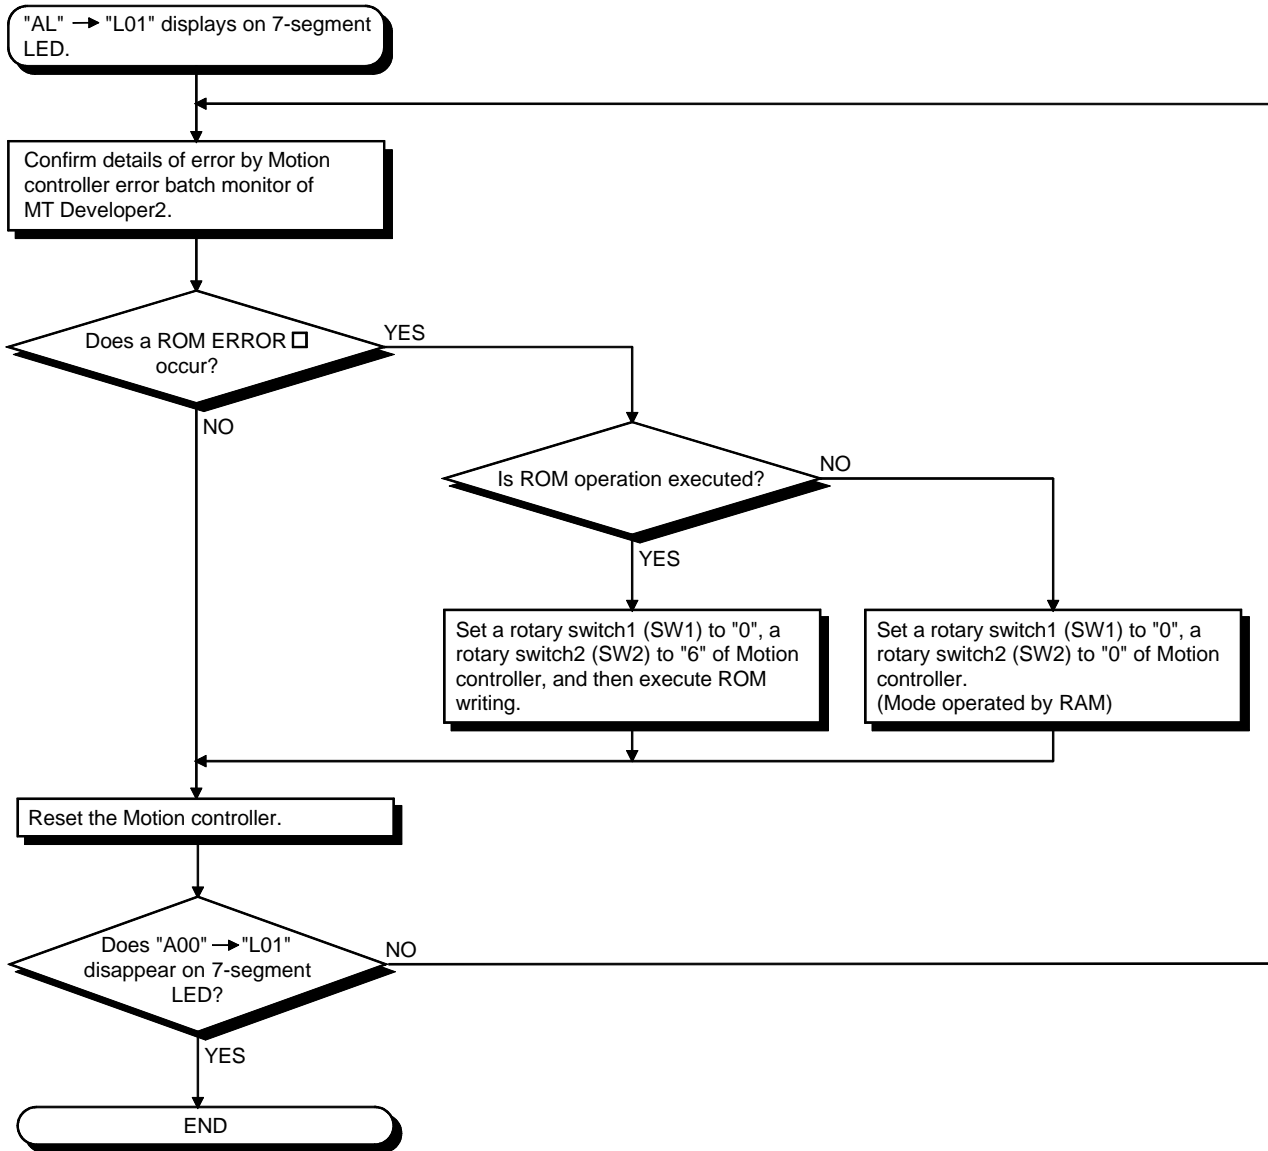 "AL" → "L01" displays on 7-segment
LED.
Confirm details of error by Motion
controller error batch monitor of
MT Developer2.
Does a ROM ERROR □
occur?
YES
NO
Is ROM operation executed?
NO
YES
Set a rotary switch1 (SW1) to "0", a
rotary switch2 (SW2) to "6" of Motion
controller, and then execute ROM
writing.
Set a rotary switch1 (SW1) to "0", a
rotary switch2 (SW2) to "0" of Motion
controller.
(Mode operated by RAM)
Reset the Motion controller.
Does "A00" → "L01"
disappear on 7-segment
LED?
NO
YES
END